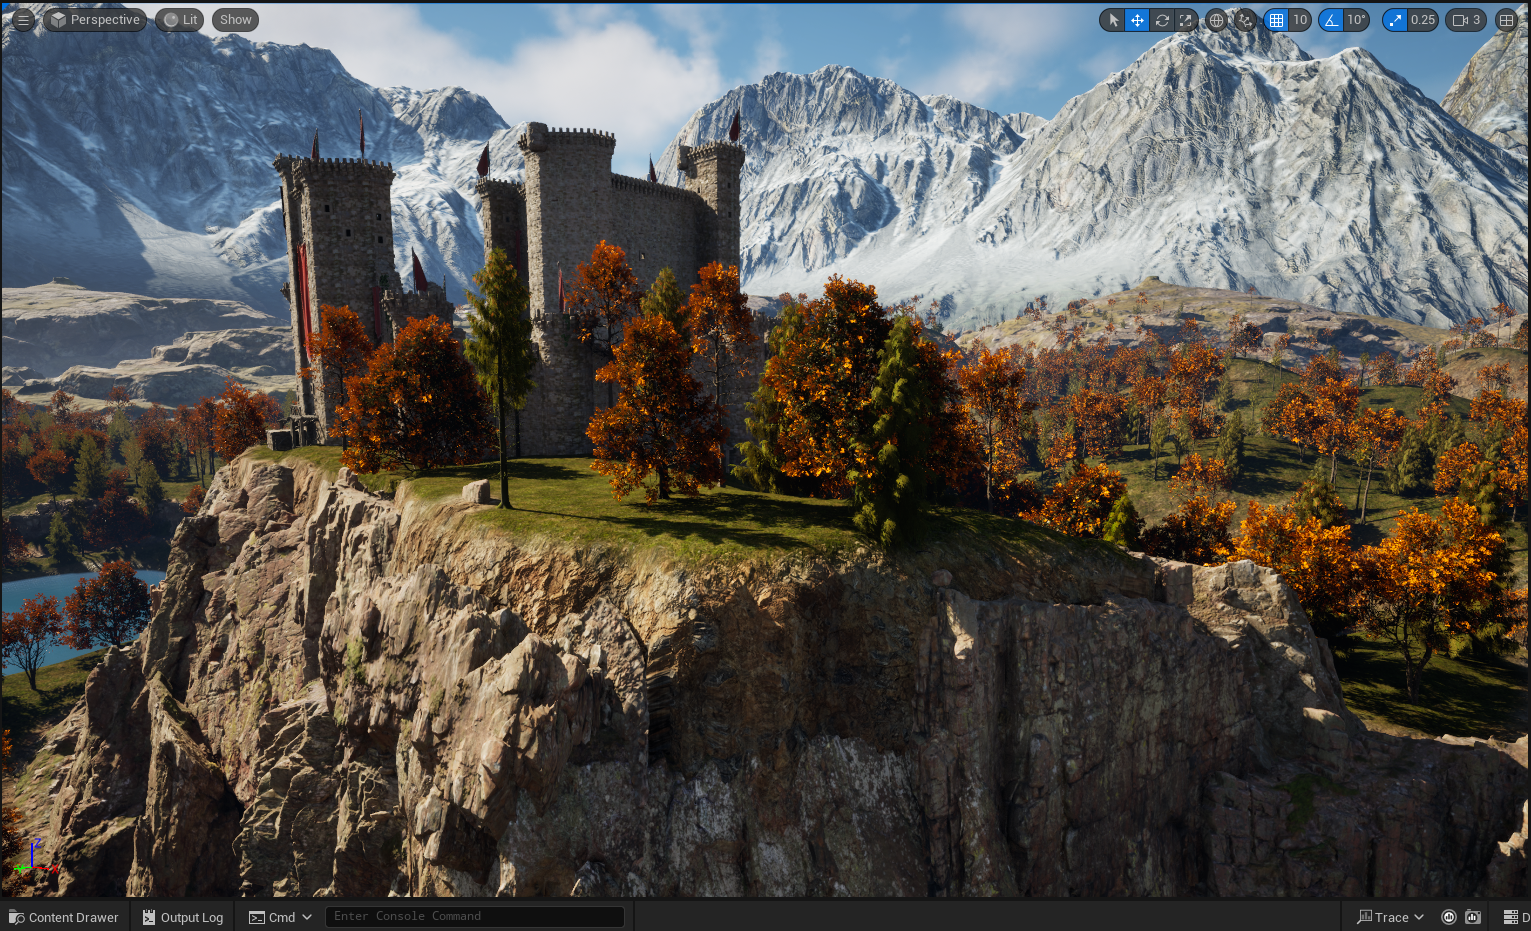 Perspective
Lit
Show
10
10°
0.25
3
Z
X
Content Drawer
Output Log
Cmd
Enter Console Command
Trace
D